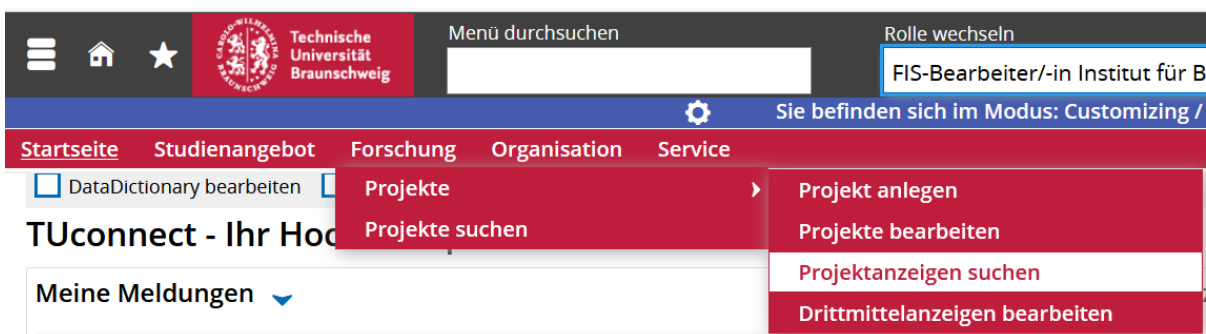 Technische
Universität
Braunschweig
Menü durchsuchen
Rolle wechseln
FIS-Bearbeiter/-in Institut für B
Sie befinden sich im Modus: Customizing /
Startseite Studienangebot Forschung Organisation Service
DataDictionary bearbeiten
Projekte
Projekte suchen
Projekt anlegen
Projekte bearbeiten
Projektanzeigen suchen
Drittmittelanzeigen bearbeiten
TUconnect - Ihr Hoc
Meine Meldungen